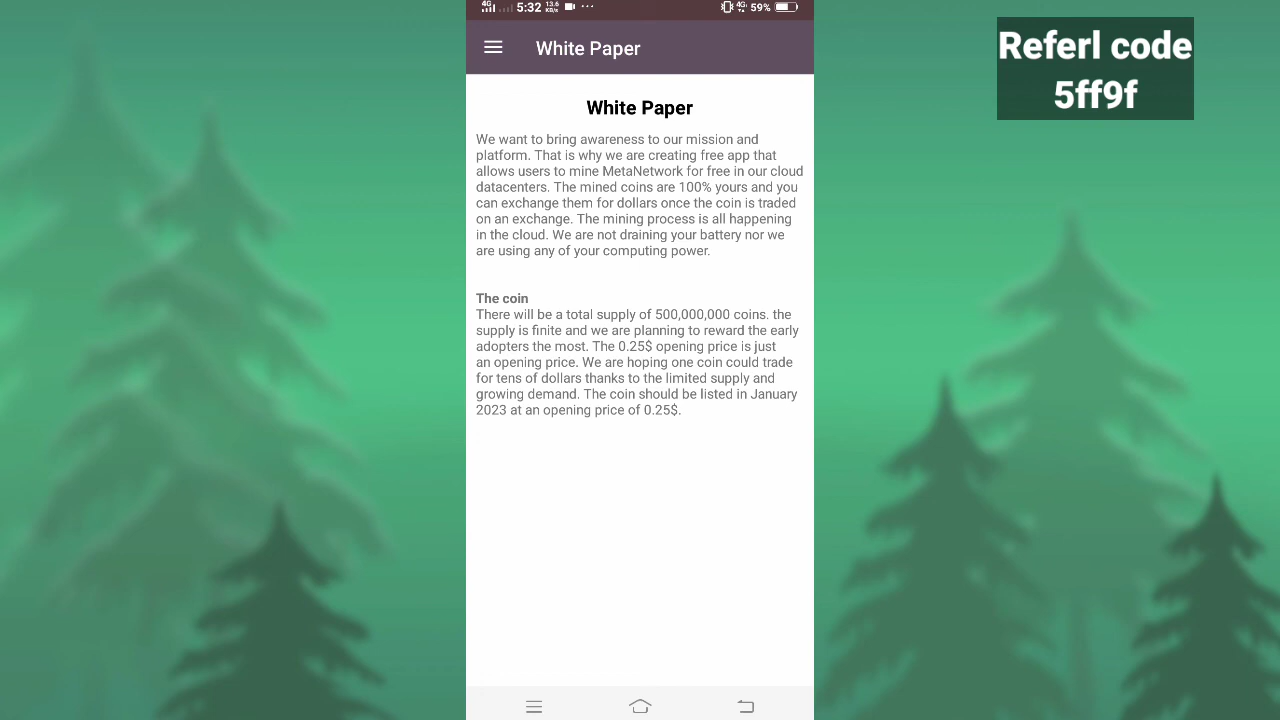 4G 5:32 13.6 KB/s ... 4G 59%
White Paper
Referl code
5ff9f
White Paper
We want to bring awareness to our mission and
platform. That is why we are creating free app that
allows users to mine MetaNetwork for free in our cloud
datacenters. The mined coins are 100% yours and you
can exchange them for dollars once the coin is traded
on an exchange. The mining process is all happening
in the cloud. We are not draining your battery nor we
are using any of your computing power.
The coin
There will be a total supply of 500,000,000 coins. the
supply is finite and we are planning to reward the early
adopters the most. The 0.25$ opening price is just
an opening price. We are hoping one coin could trade
for tens of dollars thanks to the limited supply and
growing demand. The coin should be listed in January
2023 at an opening price of 0.25$.